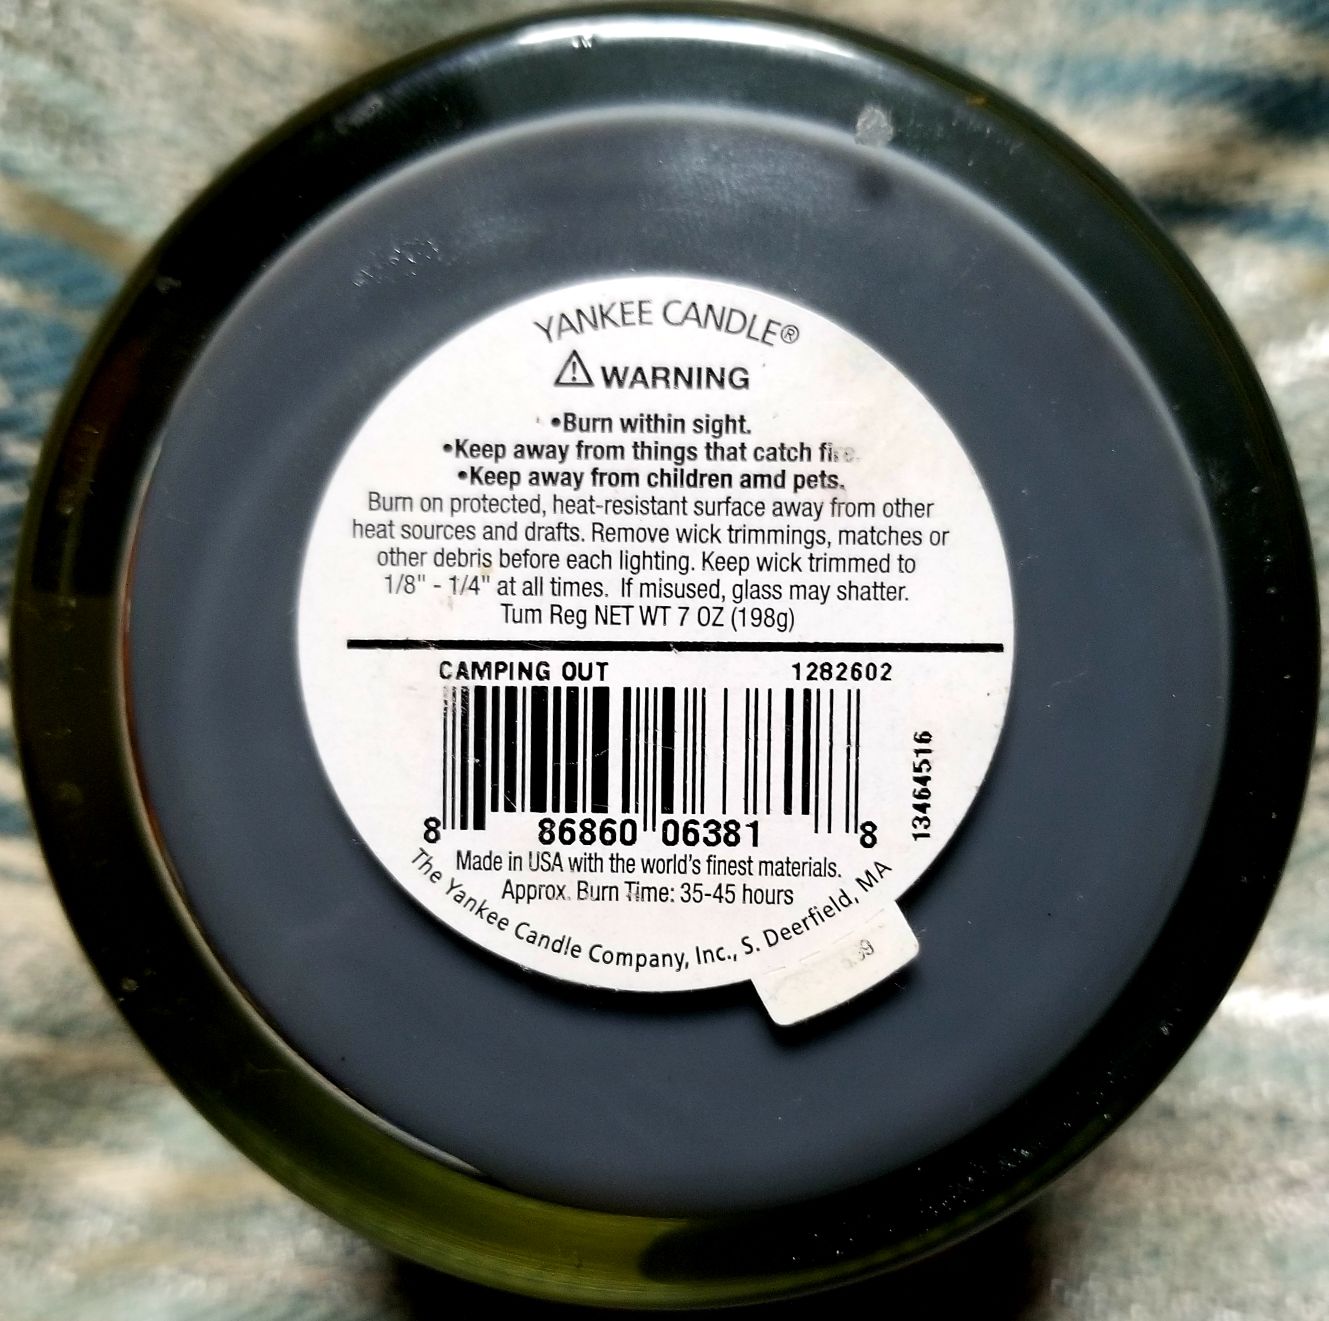 YANKEE CANDLE®
⚠ WARNING
•Burn within sight.
•Keep away from things that catch fire.
•Keep away from children amd pets.
Burn on protected, heat-resistant surface away from other
heat sources and drafts. Remove wick trimmings, matches or
other debris before each lighting. Keep wick trimmed to
1/8" - 1/4" at all times. If misused, glass may shatter.
Tum Reg NET WT 7 OZ (198g)
CAMPING OUT 1282602
13464516
8 86860 06381 8
Made in USA with the world's finest materials.
Approx. Burn Time: 35-45 hours
The Yankee Candle Company, Inc., S. Deerfield, MA